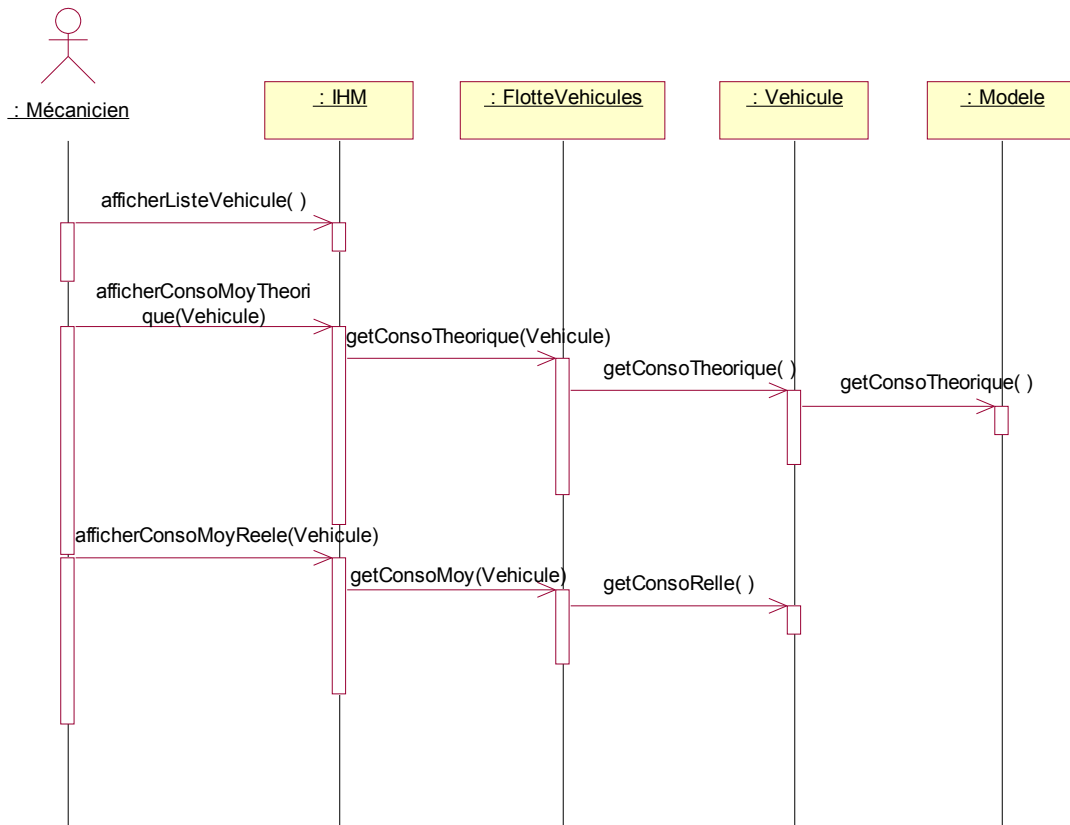 : Mécanicien
: IHM
: FlotteVehicules
: Vehicule
: Modele
afficherListeVehicule( )
afficherConsoMoyTheori
que(Vehicule)
getConsoTheorique(Vehicule)
getConsoTheorique( )
getConsoTheorique( )
afficherConsoMoyReele(Vehicule)
getConsoMoy(Vehicule)
getConsoRelle( )